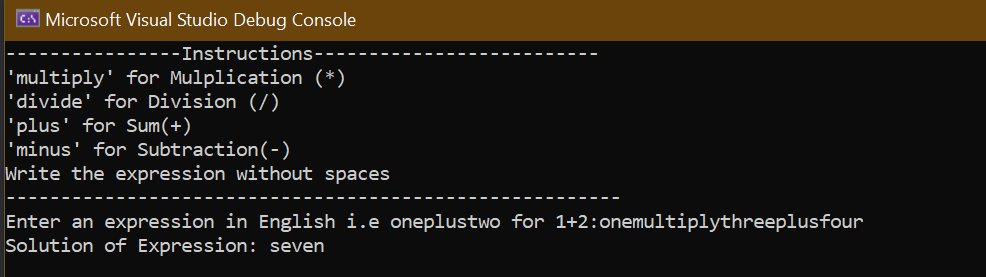 Microsoft Visual Studio Debug Console
----------------Instructions--------------------------
'multiply' for Mulplication (*)
'divide' for Division (/)
'plus' for Sum(+)
'minus' for Subtraction(-)
Write the expression without spaces
-----------------------------------------------------------
Enter an expression in English i.e oneplustwo for 1+2:onemultiplythreeplusfour
Solution of Expression: seven